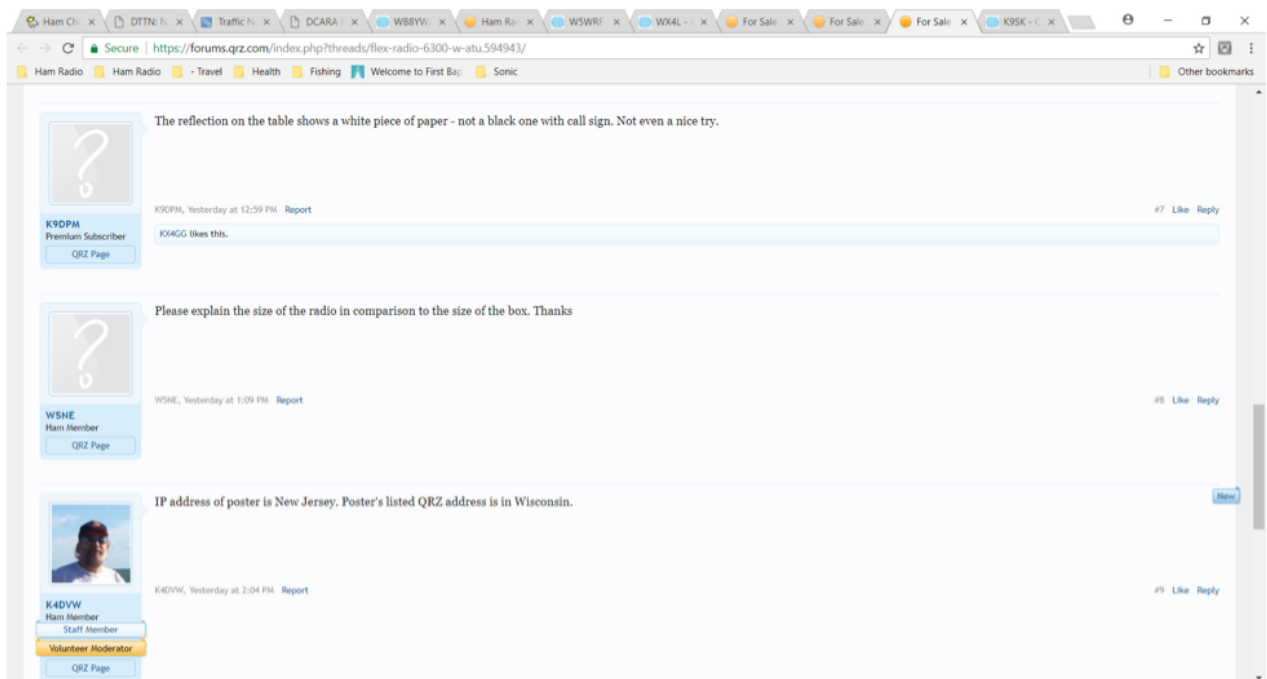 Ham Ch
DTTN: N
Traffic N
DCARA
WB8YW
Ham Ra
W5WRF
WX4L - (
For Sale
For Sale
For Sale
K9SK - (
Secure | https://forums.qrz.com/index.php?threads/flex-radio-6300-w-atu.594943/
Ham Radio Ham Radio - Travel Health Fishing Welcome to First Bap Sonic Other bookmarks
The reflection on the table shows a white piece of paper - not a black one with call sign. Not even a nice try.
K9DPM, Yesterday at 12:59 PM Report #7 Like Reply
K9DPM
Premium Subscriber
QRZ Page
KX4GG likes this.
Please explain the size of the radio in comparison to the size of the box. Thanks
W5NE, Yesterday at 1:09 PM Report #8 Like Reply
W5NE
Ham Member
QRZ Page
IP address of poster is New Jersey. Poster's listed QRZ address is in Wisconsin.
New
K4DVW, Yesterday at 2:04 PM Report #9 Like Reply
K4DVW
Ham Member
Staff Member
Volunteer Moderator
QRZ Page